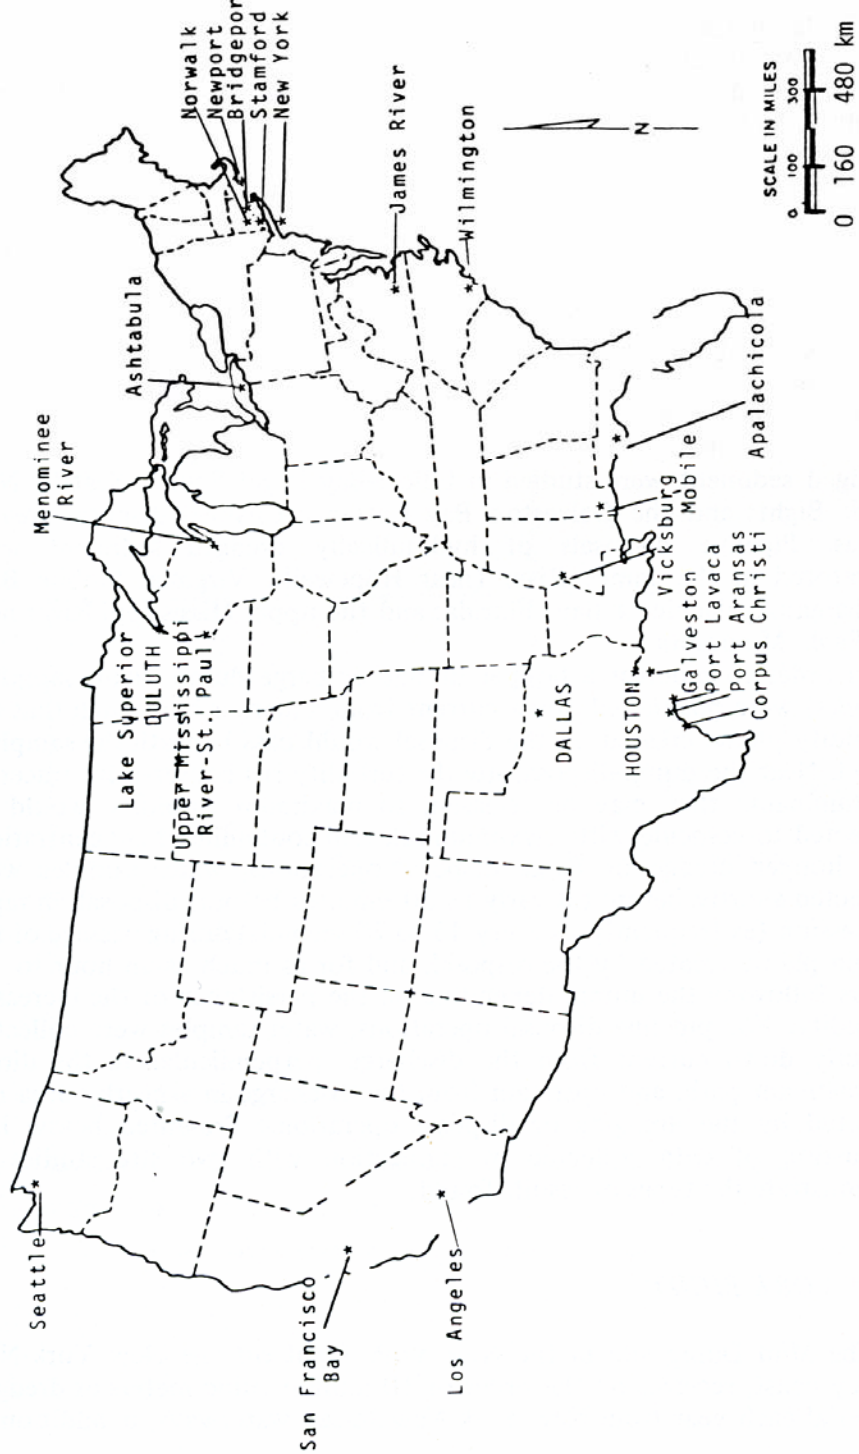 Seattle
San Francisco
Bay
Los Angeles
Lake Superior
DULUTH
Upper Mississippi
River-St. Paul
Menominee
River
Ashtabula
Norwalk
Newport
Bridgepor
Stamford
New York
James River
Wilmington
Apalachicola
Mobile
Vicksburg
Galveston
Port Lavaca
Port Aransas
Corpus Christi
DALLAS
HOUSTON
N
SCALE IN MILES
0 100 300
0 160 480 km